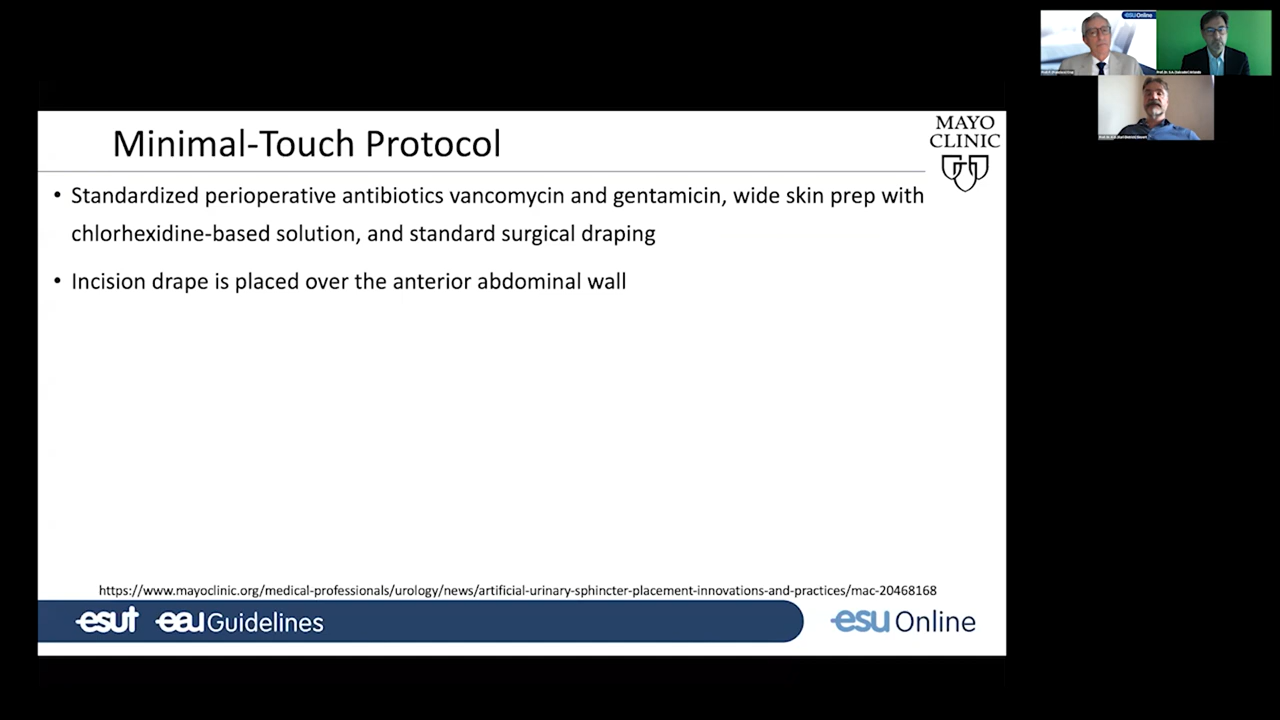 esu Online
Minimal-Touch Protocol
MAYO
CLINIC
• Standardized perioperative antibiotics vancomycin and gentamicin, wide skin prep with
chlorhexidine-based solution, and standard surgical draping
• Incision drape is placed over the anterior abdominal wall
https://www.mayoclinic.org/medical-professionals/urology/news/artificial-urinary-sphincter-placement-innovations-and-practices/mac-20468168
esut eau Guidelines
esu Online